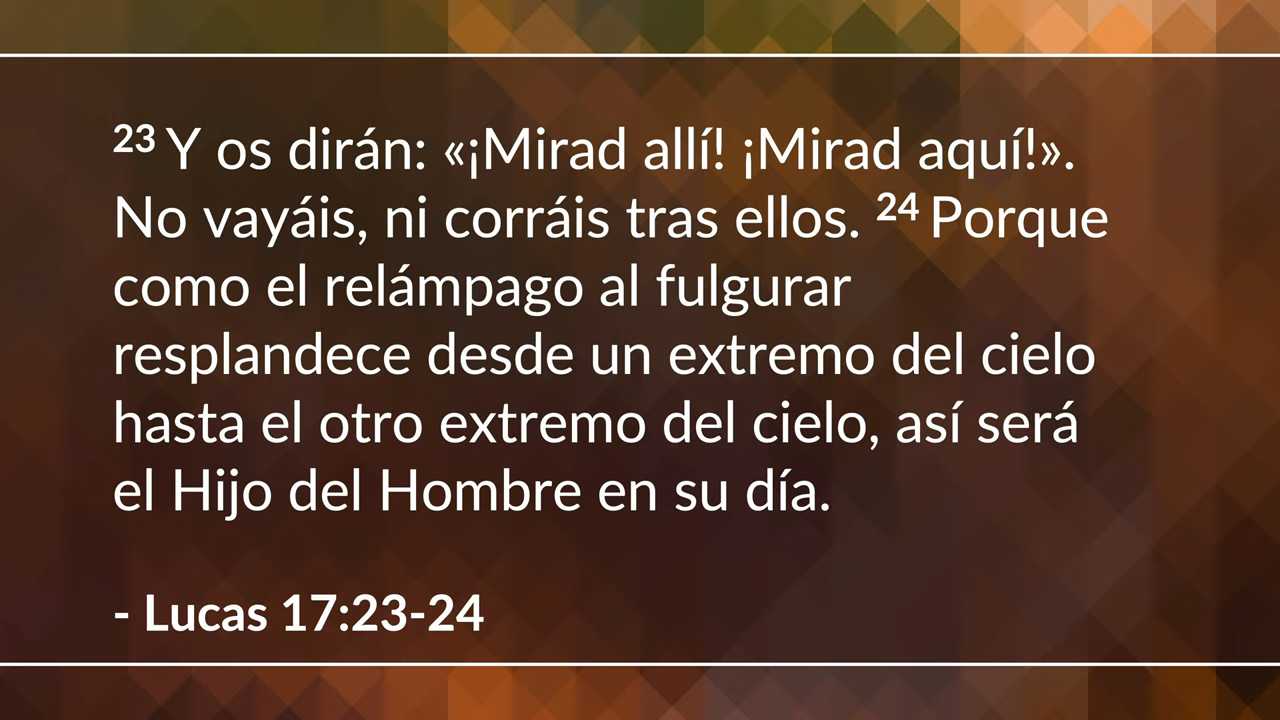 23 Y os dirán: «¡Mirad allí! ¡Mirad aquí!».
No vayáis, ni corráis tras ellos. 24 Porque
como el relámpago al fulgurar
resplandece desde un extremo del cielo
hasta el otro extremo del cielo, así será
el Hijo del Hombre en su día.
- Lucas 17:23-24